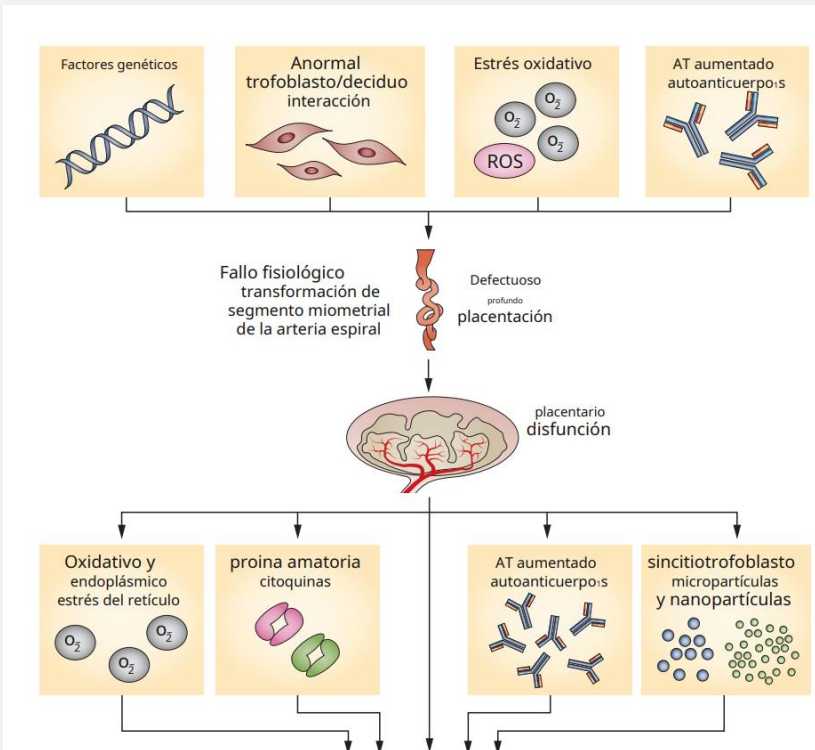 Factores genéticos
Anormal
trofoblasto/deciduo
interacción
Estrés oxidativo
O₂̄
O₂̄
O₂̄
ROS
AT aumentado
autoanticuerpo₁s
Fallo fisiológico
transformación de
segmento miometrial
de la arteria espiral
Defectuoso
profundo
placentación
placentario
disfunción
Oxidativo y
endoplásmico
estrés del retículo
O₂̄
O₂̄
O₂̄
proina amatoria
citoquinas
AT aumentado
autoanticuerpo₁s
sincitiotrofoblasto
micropartículas
y nanopartículas